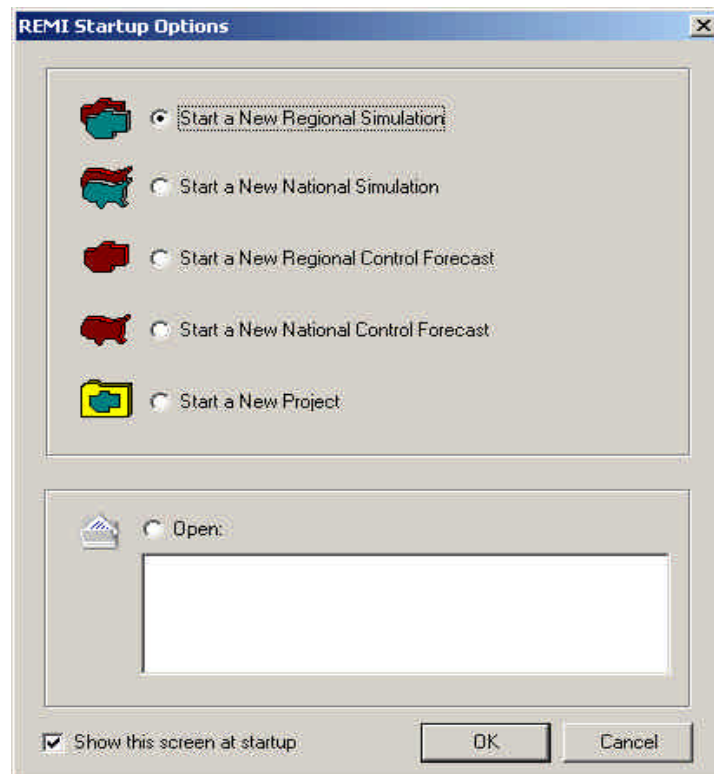 REMI Startup Options
Start a New Regional Simulation
Start a New National Simulation
Start a New Regional Control Forecast
Start a New National Control Forecast
Start a New Project
Open:
Show this screen at startup
OK
Cancel